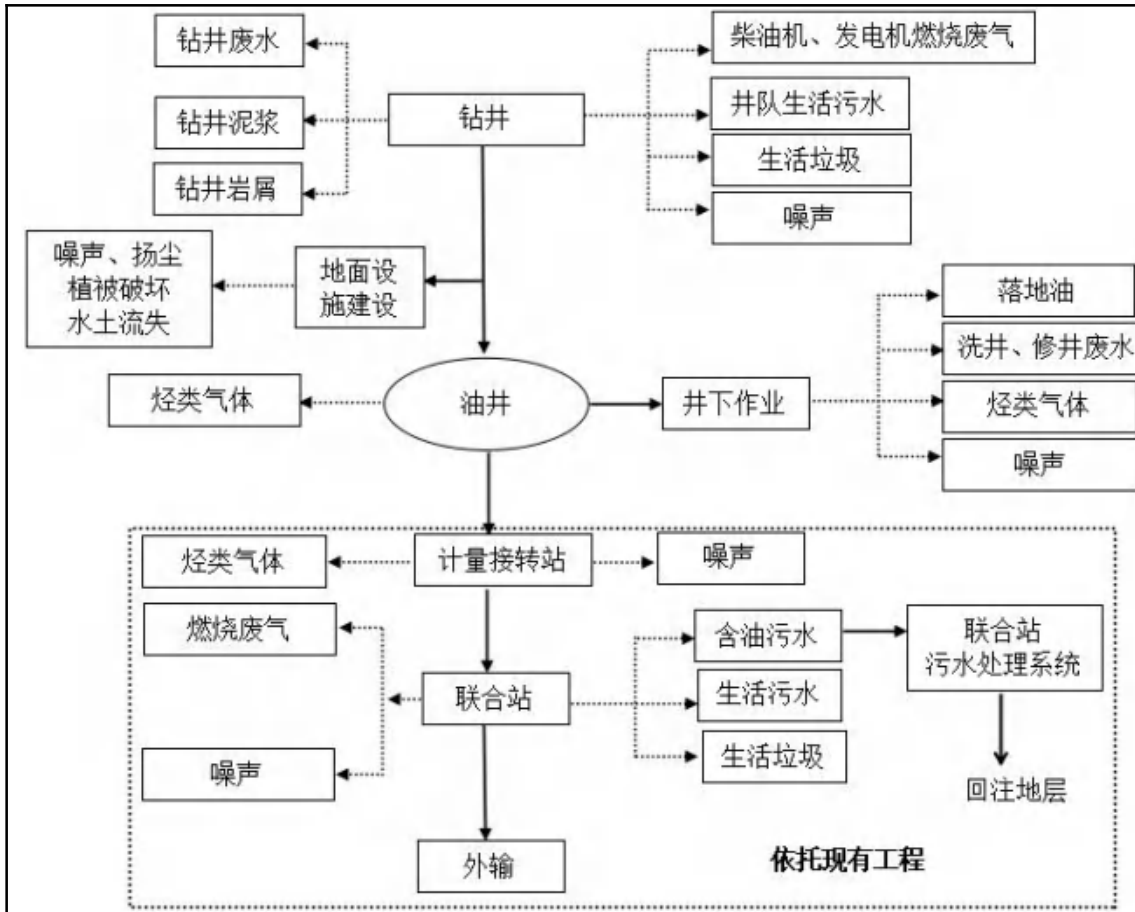 钻井废水
柴油机、发电机燃烧废气
钻井泥浆
钻井
井队生活污水
生活垃圾
钻井岩屑
噪声
噪声、扬尘
植被破坏
水土流失
地面设
施建设
落地油
洗井、修井废水
烃类气体
油井
井下作业
烃类气体
噪声
烃类气体
计量接转站
噪声
燃烧废气
含油污水
联合站
污水处理系统
联合站
生活污水
噪声
生活垃圾
回注地层
外输
依托现有工程